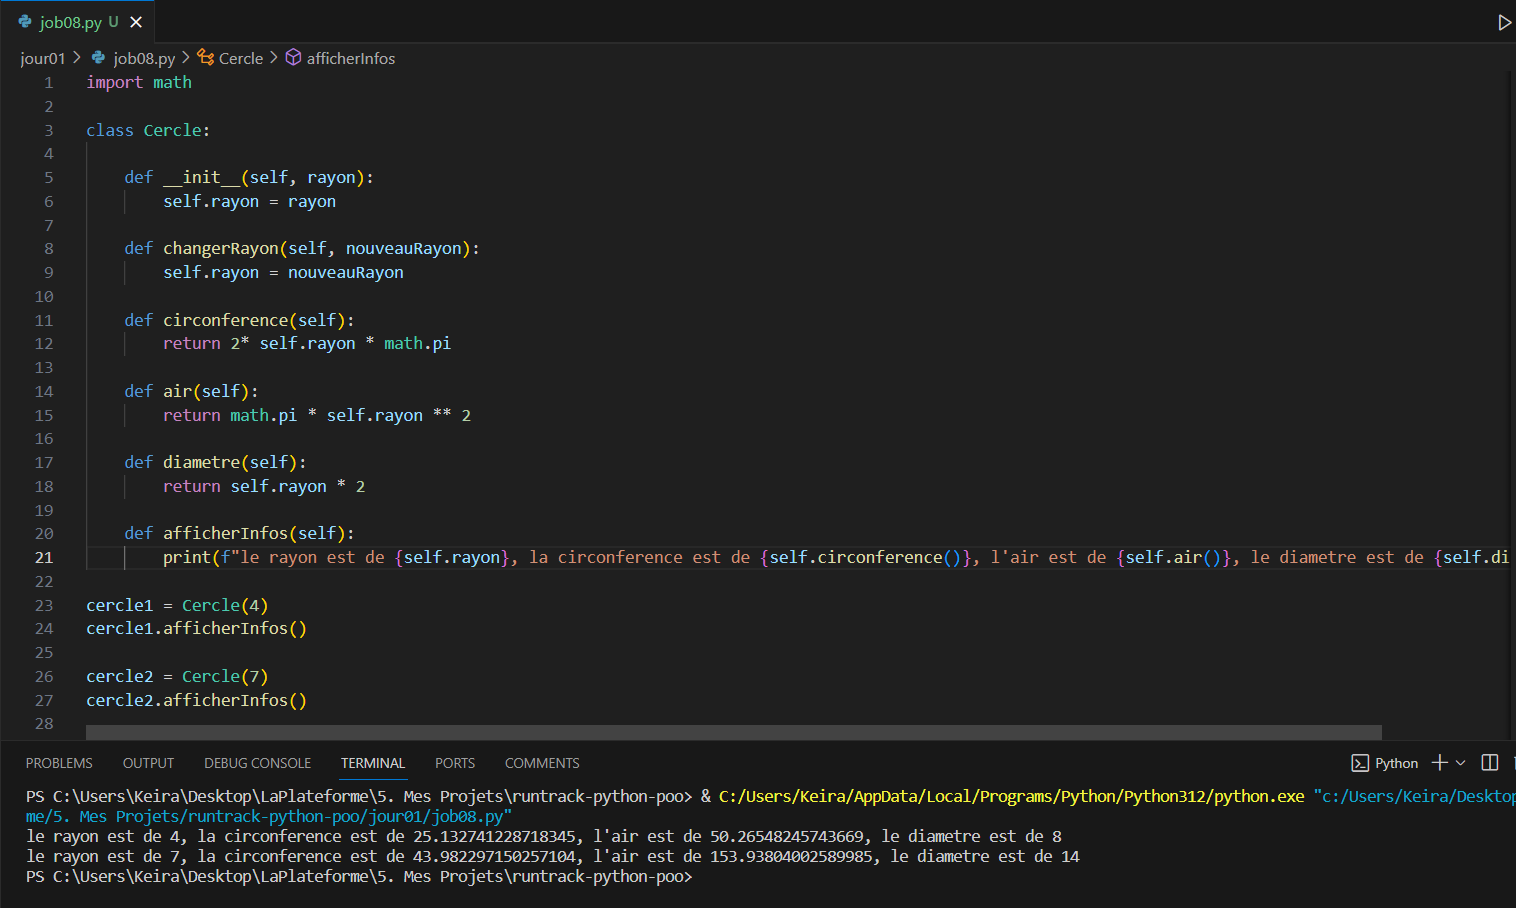 job08.py U
jour01 > job08.py > Cercle > afficherInfos
1 import math
2
3 class Cercle:
4
5     def __init__(self, rayon):
6         self.rayon = rayon
7
8     def changerRayon(self, nouveauRayon):
9         self.rayon = nouveauRayon
10
11     def circonference(self):
12         return 2* self.rayon * math.pi
13
14     def air(self):
15         return math.pi * self.rayon ** 2
16
17     def diametre(self):
18         return self.rayon * 2
19
20     def afficherInfos(self):
21         print(f"le rayon est de {self.rayon}, la circonference est de {self.circonference()}, l'air est de {self.air()}, le diametre est de {self.di
22
23 cercle1 = Cercle(4)
24 cercle1.afficherInfos()
25
26 cercle2 = Cercle(7)
27 cercle2.afficherInfos()
28
PROBLEMS OUTPUT DEBUG CONSOLE TERMINAL PORTS COMMENTS Python
PS C:\Users\Keira\Desktop\LaPlateforme\5. Mes Projets\runtrack-python-poo> & C:/Users/Keira/AppData/Local/Programs/Python/Python312/python.exe "c:/Users/Keira/Desktop
me/5. Mes Projets/runtrack-python-poo/jour01/job08.py"
le rayon est de 4, la circonference est de 25.132741228718345, l'air est de 50.26548245743669, le diametre est de 8
le rayon est de 7, la circonference est de 43.982297150257104, l'air est de 153.93804002589985, le diametre est de 14
PS C:\Users\Keira\Desktop\LaPlateforme\5. Mes Projets\runtrack-python-poo>